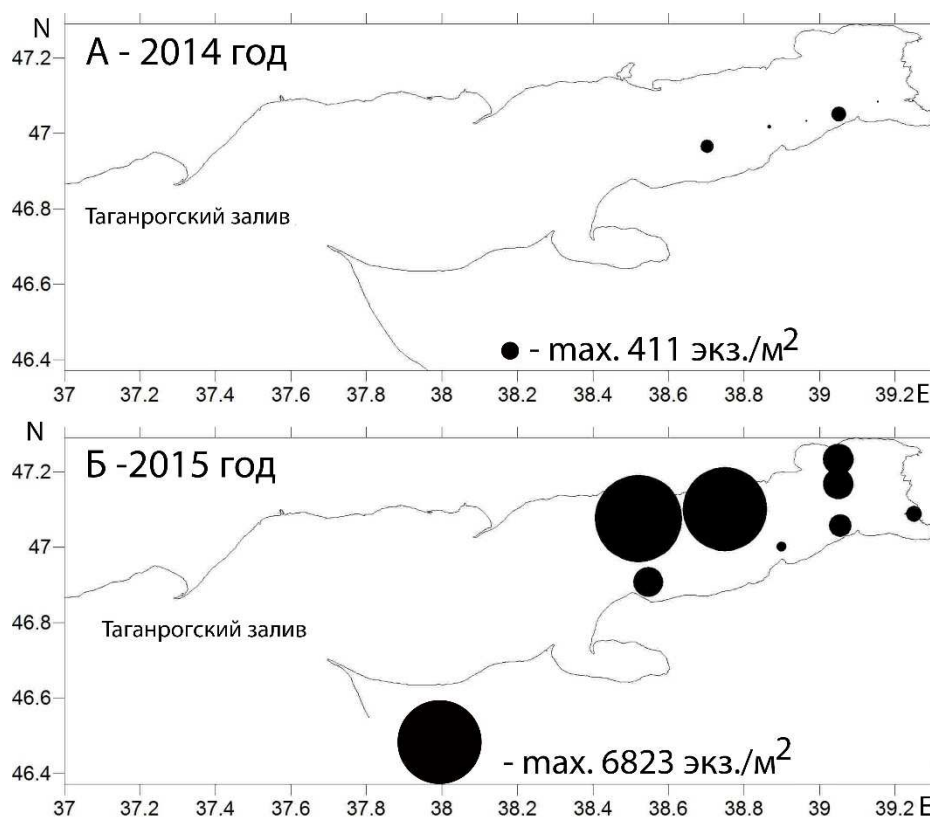 N
А - 2014 год
47.2
47
46.8
Таганрогский залив
46.6
46.4
- max. 411 экз./м²
37 37.2 37.4 37.6 37.8 38 38.2 38.4 38.6 38.8 39 39.2 E
N
Б -2015 год
47.2
47
46.8
Таганрогский залив
46.6
46.4
- max. 6823 экз./м²
37 37.2 37.4 37.6 37.8 38 38.2 38.4 38.6 38.8 39 39.2 E